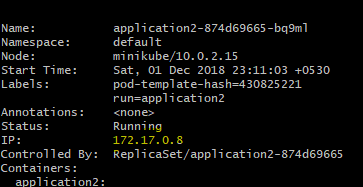 Name: application2-874d69665-bq9ml
Namespace: default
Node: minikube/10.0.2.15
Start Time: Sat, 01 Dec 2018 23:11:03 +0530
Labels: pod-template-hash=430825221
run=application2
Annotations: <none>
Status: Running
IP: 172.17.0.8
Controlled By: ReplicaSet/application2-874d69665
Containers:
application2: